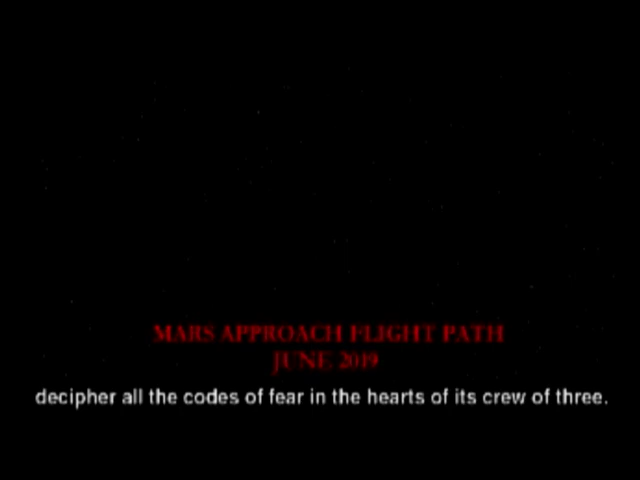 MARS APPROACH FLIGHT PATH
JUNE 2019
decipher all the codes of fear in the hearts of its crew of three.